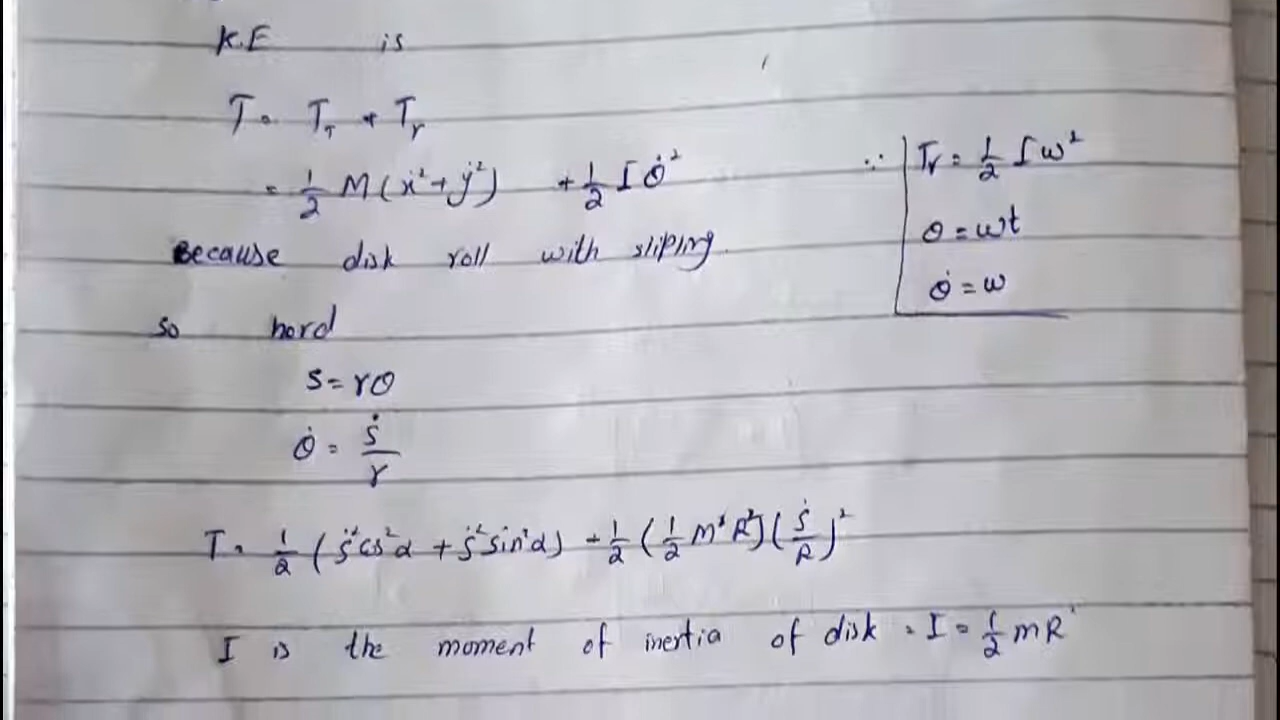 K.E is
T = T_T + T_r
= 1/2 M(ẋ² + ẏ²) + 1/2 I θ̇²
∵ T_r = 1/2 I ω²
θ = ωt
θ̇ = ω
Because disk roll with sliping.
so
s = rθ
θ̇ = ṡ/r
T = 1/2 (ṡ²cos²α + ṡ²sin²α) + 1/2 (1/2 M² R²)(ṡ/R)²
I is the moment of inertia of disk. I = 1/2 mR²